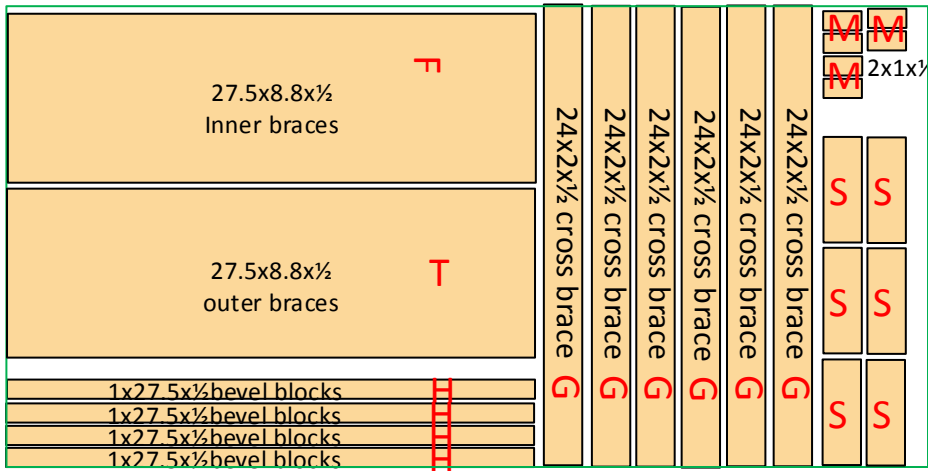 F
27.5x8.8x½
Inner braces
T
27.5x8.8x½
outer braces
1x27.5x½bevel blocks
H
1x27.5x½bevel blocks
H
1x27.5x½bevel blocks
H
1x27.5x½bevel blocks
H
24x2x½ cross brace G
24x2x½ cross brace G
24x2x½ cross brace G
24x2x½ cross brace G
24x2x½ cross brace G
24x2x½ cross brace G
M M
M 2x1x½
S S
S S
S S